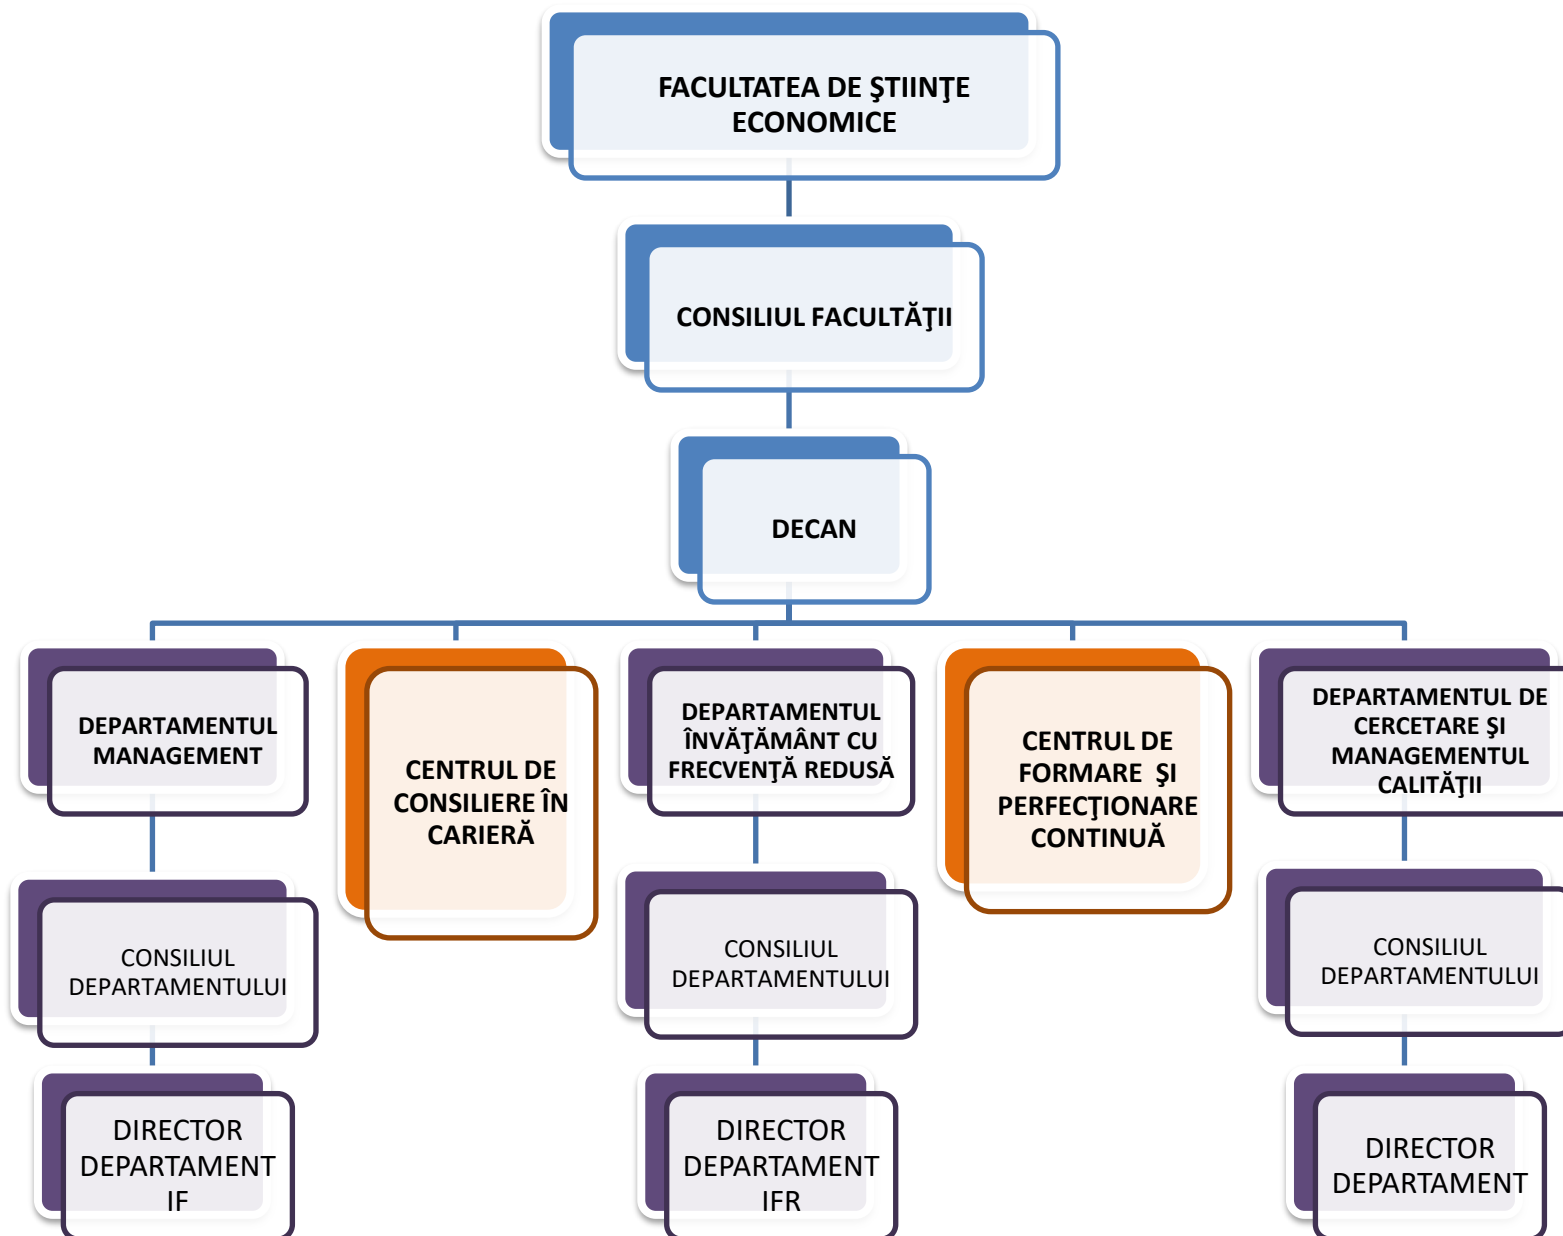 FACULTATEA DE ŞTIINŢE
ECONOMICE
CONSILIUL FACULTĂŢII
DECAN
DEPARTAMENTUL
MANAGEMENT
CENTRUL DE
CONSILIERE ÎN
CARIERĂ
DEPARTAMENTUL
ÎNVĂŢĂMÂNT CU
FRECVENŢĂ REDUSĂ
CENTRUL DE
FORMARE ŞI
PERFECŢIONARE
CONTINUĂ
DEPARTAMENTUL DE
CERCETARE ŞI
MANAGEMENTUL
CALITĂŢII
CONSILIUL
DEPARTAMENTULUI
CONSILIUL
DEPARTAMENTULUI
CONSILIUL
DEPARTAMENTULUI
DIRECTOR
DEPARTAMENT
IF
DIRECTOR
DEPARTAMENT
IFR
DIRECTOR
DEPARTAMENT